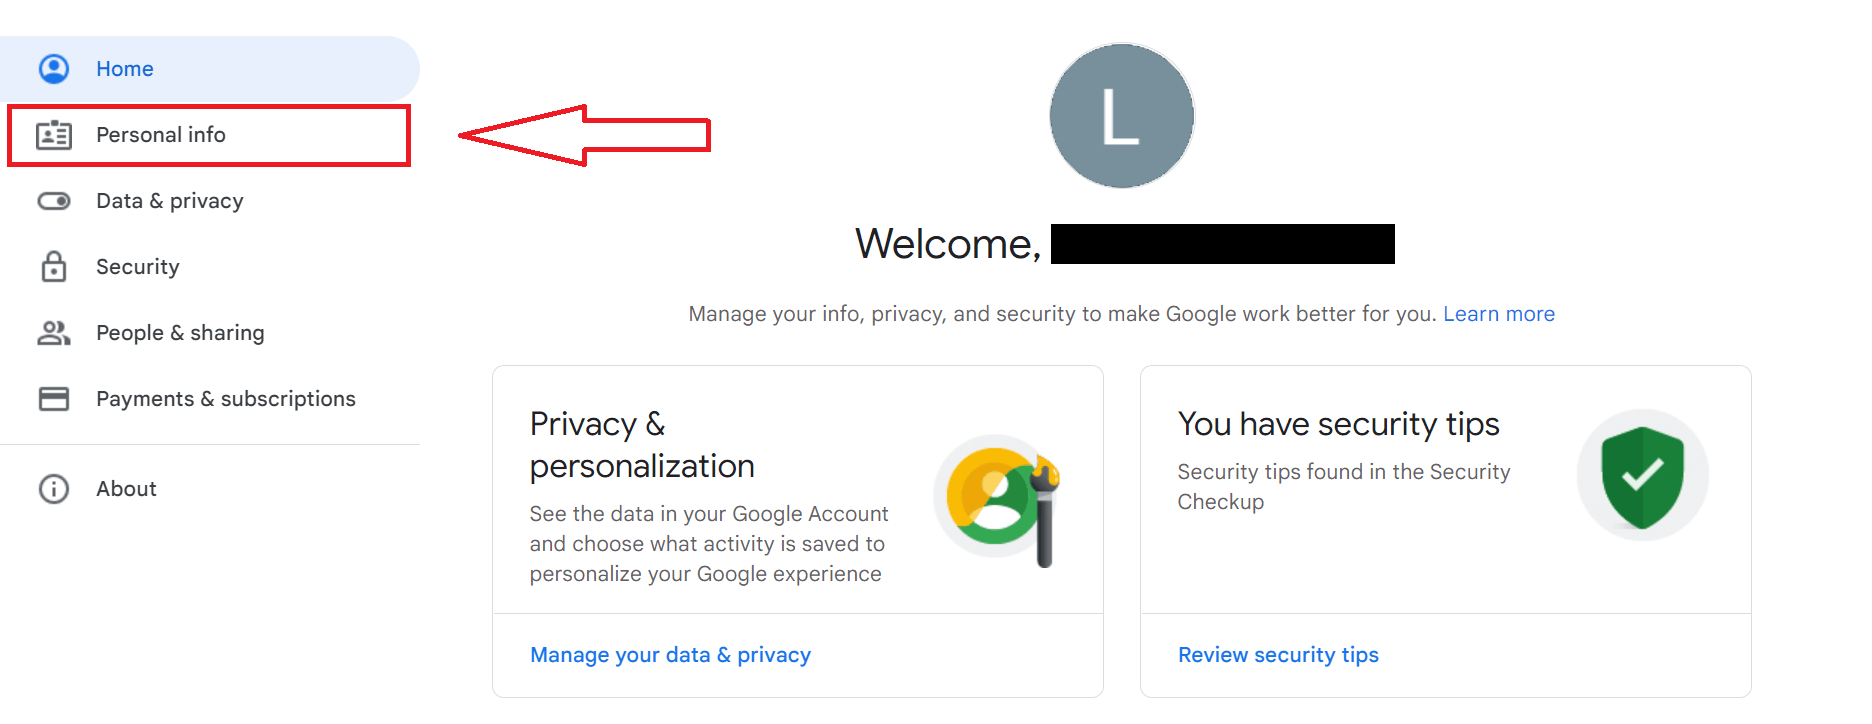 Home
Personal info
Data & privacy
Security
People & sharing
Payments & subscriptions
About
L
Welcome,
Manage your info, privacy, and security to make Google work better for you. Learn more
Privacy &
personalization
See the data in your Google Account
and choose what activity is saved to
personalize your Google experience
Manage your data & privacy
You have security tips
Security tips found in the Security
Checkup
Review security tips